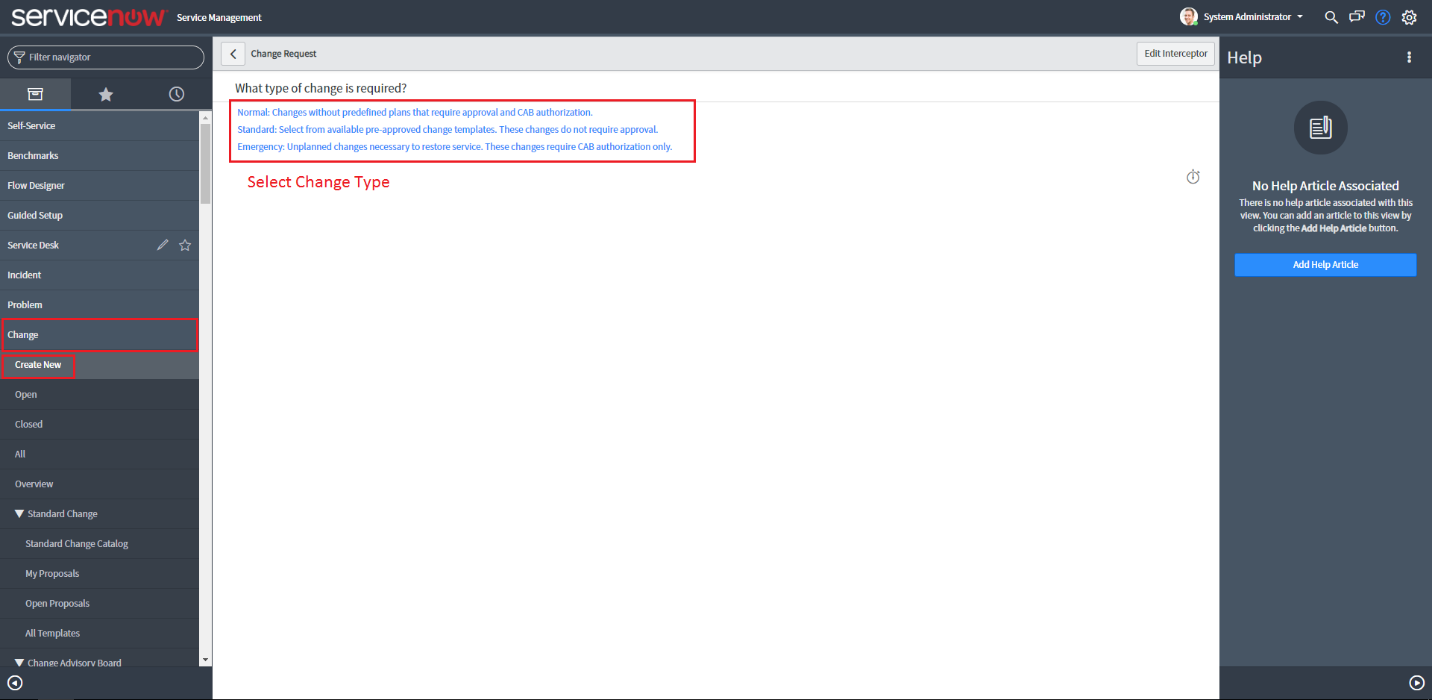 servicenow Service Management
System Administrator
Filter navigator
Self-Service
Benchmarks
Flow Designer
Guided Setup
Service Desk
Incident
Problem
Change
Create New
Open
Closed
All
Overview
Standard Change
Standard Change Catalog
My Proposals
Open Proposals
All Templates
Change Advisory Board
Change Request
Edit Interceptor
What type of change is required?
Normal: Changes without predefined plans that require approval and CAB authorization.
Standard: Select from available pre-approved change templates. These changes do not require approval.
Emergency: Unplanned changes necessary to restore service. These changes require CAB authorization only.
Select Change Type
Help
No Help Article Associated
There is no help article associated with this
view. You can add an article to this view by
clicking the Add Help Article button.
Add Help Article